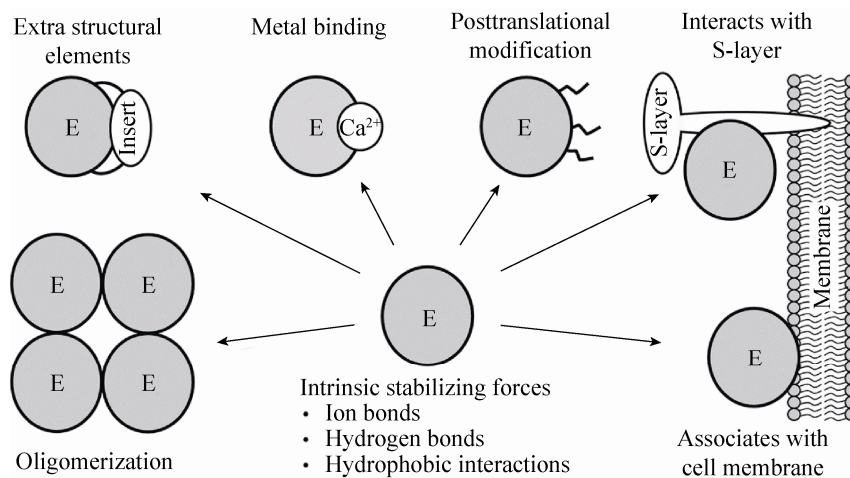 Extra structural
elements
Metal binding
Posttranslational
modification
Interacts with
S-layer
E
Insert
E
Ca²⁺
E
S-layer
E
Membrane
E
E
E
E
E
E
Intrinsic stabilizing forces
• Ion bonds
• Hydrogen bonds
• Hydrophobic interactions
Oligomerization
Associates with
cell membrane